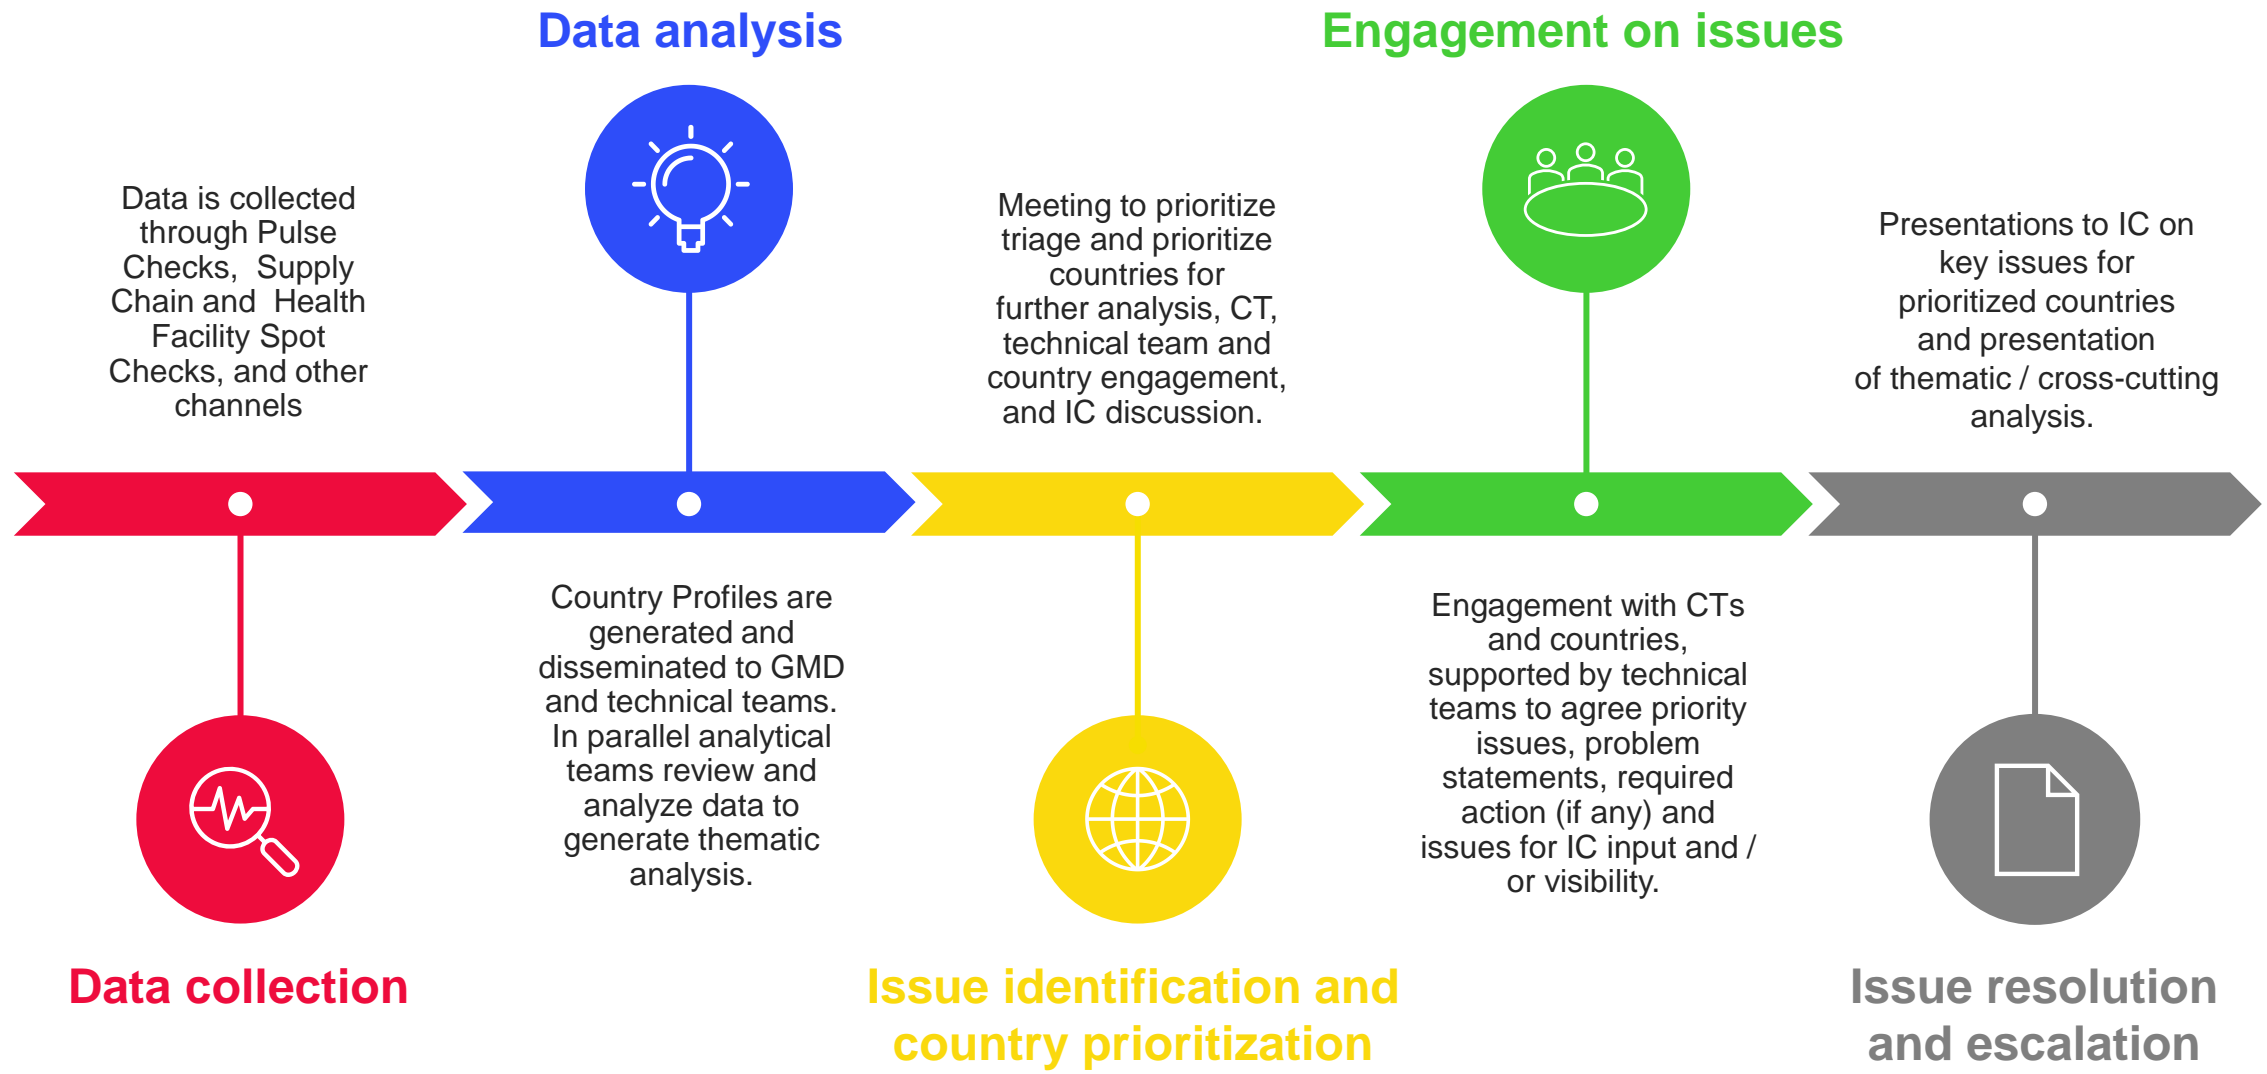 Data collection
Data is collected
through Pulse
Checks, Supply
Chain and Health
Facility Spot
Checks, and other
channels
Data analysis
Country Profiles are
generated and
disseminated to GMD
and technical teams.
In parallel analytical
teams review and
analyze data to
generate thematic
analysis.
Issue identification and
country prioritization
Meeting to prioritize
triage and prioritize
countries for
further analysis, CT,
technical team and
country engagement,
and IC discussion.
Engagement on issues
Engagement with CTs
and countries,
supported by technical
teams to agree priority
issues, problem
statements, required
action (if any) and
issues for IC input and /
or visibility.
Issue resolution
and escalation
Presentations to IC on
key issues for
prioritized countries
and presentation
of thematic / cross-cutting
analysis.